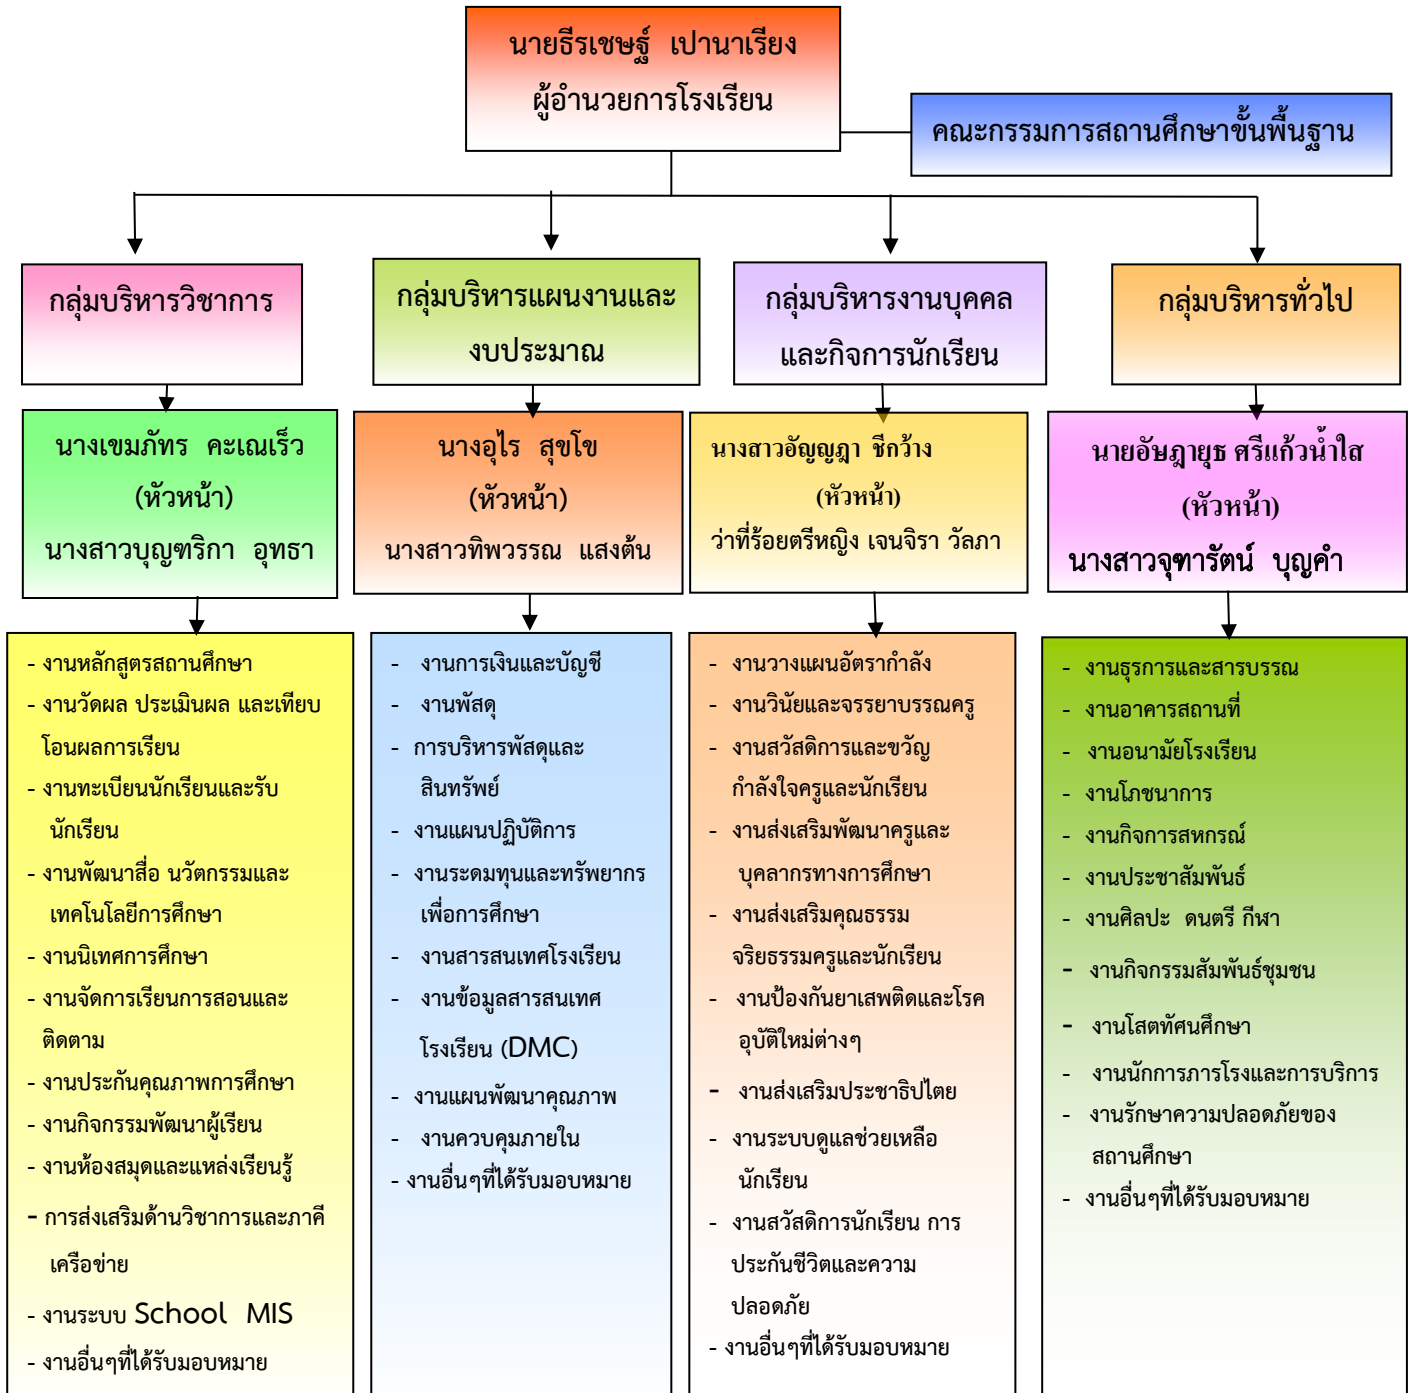 นายธีรเชษฐ์ เปานาเรียง
ผู้อำนวยการโรงเรียน
คณะกรรมการสถานศึกษาขั้นพื้นฐาน
กลุ่มบริหารวิชาการ
กลุ่มบริหารแผนงานและ
งบประมาณ
กลุ่มบริหารงานบุคคล
และกิจการนักเรียน
กลุ่มบริหารทั่วไป
นางเขมภัทร คะเณเร็ว
(หัวหน้า)
นางสาวบุญฑริกา อุทธา
นางอุไร สุขโข
(หัวหน้า)
นางสาวทิพวรรณ แสงต้น
นางสาวอัญญฎา ชีกว้าง
(หัวหน้า)
ว่าที่ร้อยตรีหญิง เจนจิรา วัลภา
นายอัษฎายุธ ศรีแก้วน้ำใส
(หัวหน้า)
นางสาวจุฑารัตน์ บุญคำ
- งานหลักสูตรสถานศึกษา
- งานวัดผล ประเมินผล และเทียบ
โอนผลการเรียน
- งานทะเบียนนักเรียนและรับ
นักเรียน
- งานพัฒนาสื่อ นวัตกรรมและ
เทคโนโลยีการศึกษา
- งานนิเทศการศึกษา
- งานจัดการเรียนการสอนและ
ติดตาม
- งานประกันคุณภาพการศึกษา
- งานกิจกรรมพัฒนาผู้เรียน
- งานห้องสมุดและแหล่งเรียนรู้
- การส่งเสริมด้านวิชาการและภาคี
เครือข่าย
- งานระบบ School MIS
- งานอื่นๆที่ได้รับมอบหมาย
- งานการเงินและบัญชี
- งานพัสดุ
- การบริหารพัสดุและ
สินทรัพย์
- งานแผนปฏิบัติการ
- งานระดมทุนและทรัพยากร
เพื่อการศึกษา
- งานสารสนเทศโรงเรียน
- งานข้อมูลสารสนเทศ
โรงเรียน (DMC)
- งานแผนพัฒนาคุณภาพ
- งานควบคุมภายใน
- งานอื่นๆที่ได้รับมอบหมาย
- งานวางแผนอัตรากำลัง
- งานวินัยและจรรยาบรรณครู
- งานสวัสดิการและขวัญ
กำลังใจครูและนักเรียน
- งานส่งเสริมพัฒนาครูและ
บุคลากรทางการศึกษา
- งานส่งเสริมคุณธรรม
จริยธรรมครูและนักเรียน
- งานป้องกันยาเสพติดและโรค
อุบัติใหม่ต่างๆ
- งานส่งเสริมประชาธิปไตย
- งานระบบดูแลช่วยเหลือ
นักเรียน
- งานสวัสดิการนักเรียน การ
ประกันชีวิตและความ
ปลอดภัย
- งานอื่นๆที่ได้รับมอบหมาย
- งานธุรการและสารบรรณ
- งานอาคารสถานที่
- งานอนามัยโรงเรียน
- งานโภชนาการ
- งานกิจการสหกรณ์
- งานประชาสัมพันธ์
- งานศิลปะ ดนตรี กีฬา
- งานกิจกรรมสัมพันธ์ชุมชน
- งานโสตทัศนศึกษา
- งานนักการภารโรงและการบริการ
- งานรักษาความปลอดภัยของ
สถานศึกษา
- งานอื่นๆที่ได้รับมอบหมาย